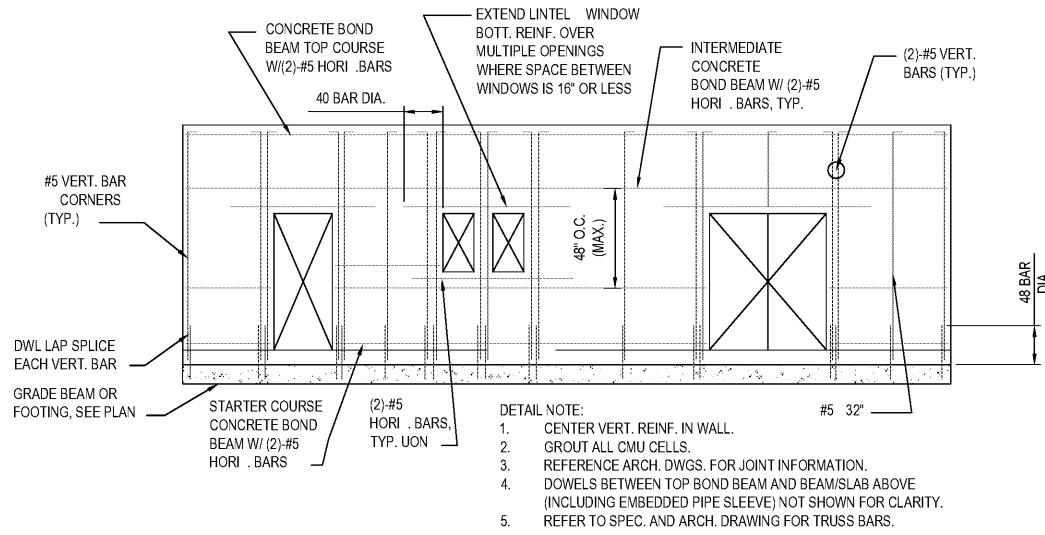 CONCRETE BOND
BEAM TOP COURSE
W/(2)-#5 HORI .BARS
EXTEND LINTEL WINDOW
BOTT. REINF. OVER
MULTIPLE OPENINGS
WHERE SPACE BETWEEN
WINDOWS IS 16" OR LESS
INTERMEDIATE
CONCRETE
BOND BEAM W/ (2)-#5
HORI . BARS, TYP.
(2)-#5 VERT.
BARS (TYP.)
40 BAR DIA.
#5 VERT. BAR
CORNERS
(TYP.)
48" O.C.
(MAX.)
48 BAR
DIA
DWL LAP SPLICE
EACH VERT. BAR
GRADE BEAM OR
FOOTING, SEE PLAN
STARTER COURSE
CONCRETE BOND
BEAM W/ (2)-#5
HORI . BARS
(2)-#5
HORI . BARS,
TYP. UON
#5 32"
DETAIL NOTE:
1. CENTER VERT. REINF. IN WALL.
2. GROUT ALL CMU CELLS.
3. REFERENCE ARCH. DWGS. FOR JOINT INFORMATION.
4. DOWELS BETWEEN TOP BOND BEAM AND BEAM/SLAB ABOVE
(INCLUDING EMBEDDED PIPE SLEEVE) NOT SHOWN FOR CLARITY.
5. REFER TO SPEC. AND ARCH. DRAWING FOR TRUSS BARS.